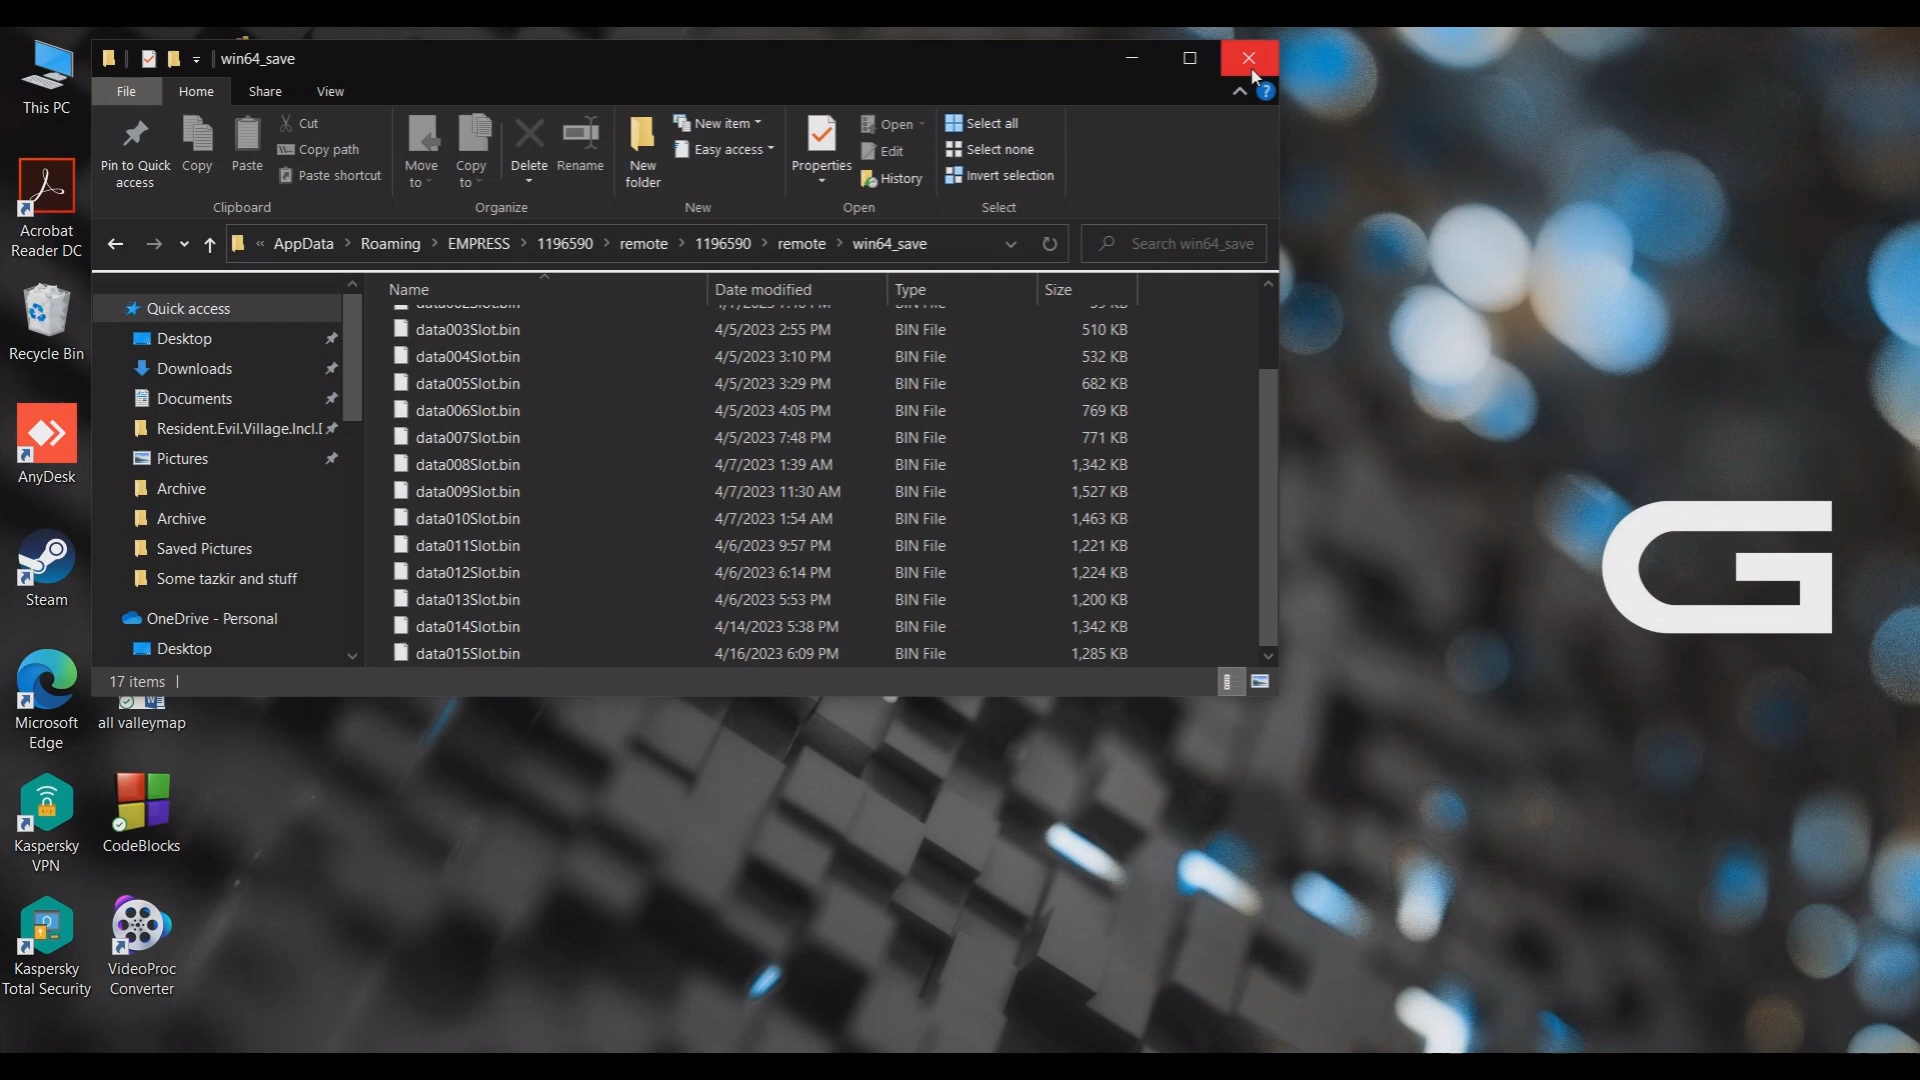 win64_save
File
Home
Share
View
Pin to Quick access
Copy
Paste
Cut
Copy path
Paste shortcut
Clipboard
Move to
Copy to
Delete
Rename
Organize
New folder
New item
Easy access
New
Properties
Open
Edit
History
Open
Select all
Select none
Invert selection
Select
« AppData > Roaming > EMPRESS > 1196590 > remote > 1196590 > remote > win64_save
Search win64_save
Quick access
Desktop
Downloads
Documents
Resident.Evil.Village.Incl.
Pictures
Archive
Archive
Saved Pictures
Some tazkir and stuff
OneDrive - Personal
Desktop
Name Date modified Type Size
data003Slot.bin 4/5/2023 2:55 PM BIN File 510 KB
data004Slot.bin 4/5/2023 3:10 PM BIN File 532 KB
data005Slot.bin 4/5/2023 3:29 PM BIN File 682 KB
data006Slot.bin 4/5/2023 4:05 PM BIN File 769 KB
data007Slot.bin 4/5/2023 7:48 PM BIN File 771 KB
data008Slot.bin 4/7/2023 1:39 AM BIN File 1,342 KB
data009Slot.bin 4/7/2023 11:30 AM BIN File 1,527 KB
data010Slot.bin 4/7/2023 1:54 AM BIN File 1,463 KB
data011Slot.bin 4/6/2023 9:57 PM BIN File 1,221 KB
data012Slot.bin 4/6/2023 6:14 PM BIN File 1,224 KB
data013Slot.bin 4/6/2023 5:53 PM BIN File 1,200 KB
data014Slot.bin 4/14/2023 5:38 PM BIN File 1,342 KB
data015Slot.bin 4/16/2023 6:09 PM BIN File 1,285 KB
17 items
This PC
Acrobat
Reader DC
Recycle Bin
AnyDesk
Steam
Microsoft
Edge
all valleymap
Kaspersky
VPN
CodeBlocks
Kaspersky
Total Security
VideoProc
Converter
G